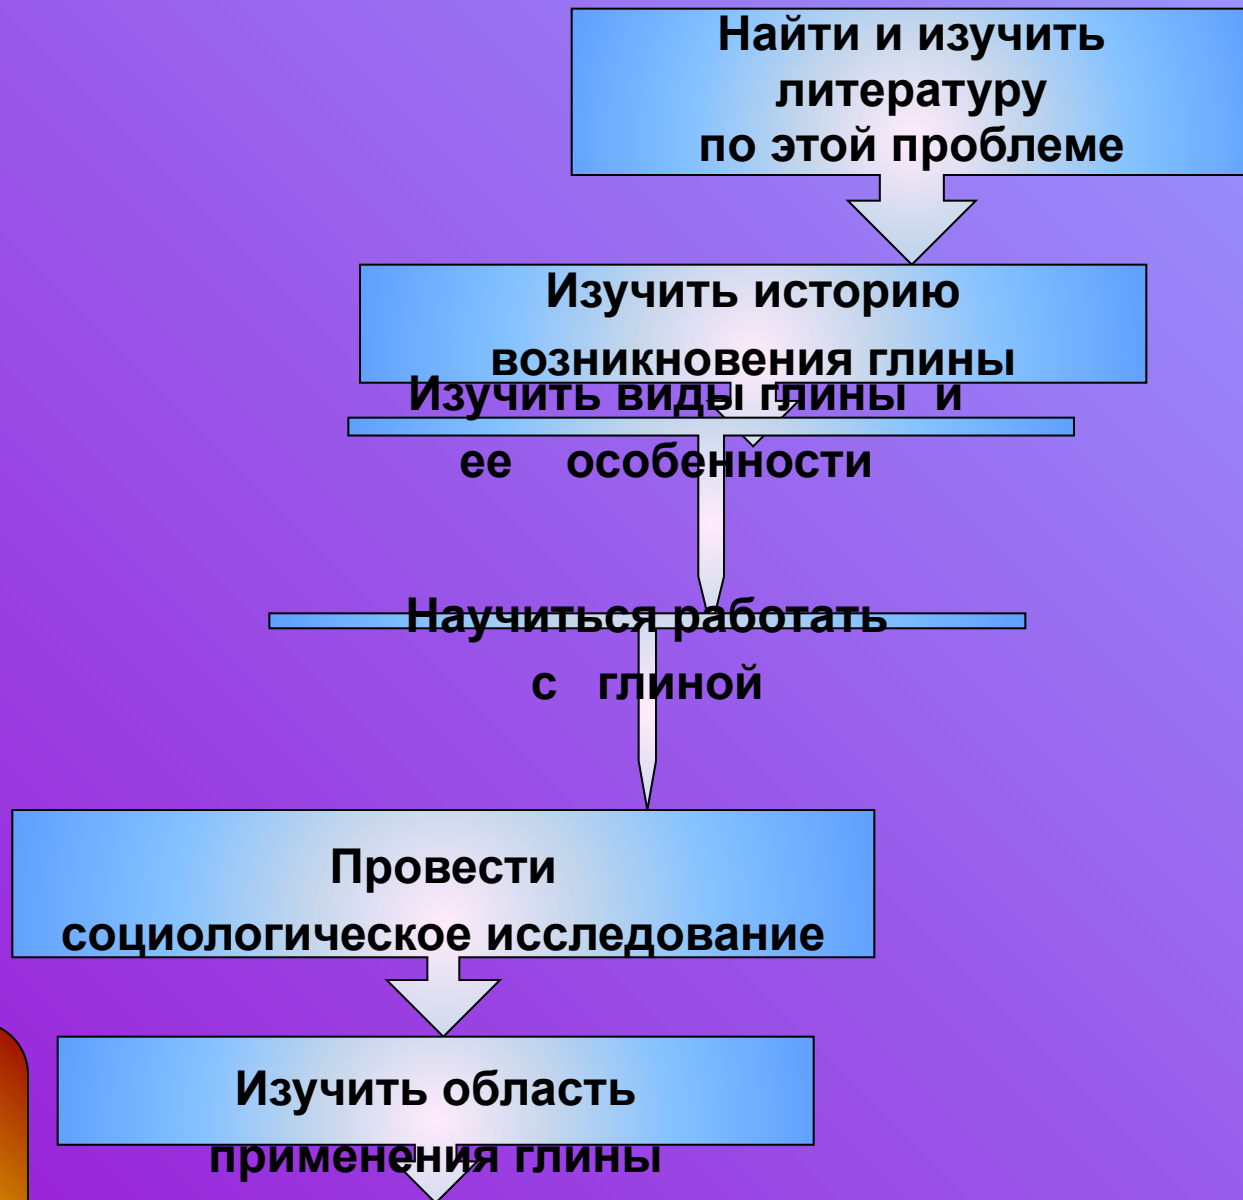 Найти и изучить
литературу
по этой проблеме
Изучить историю
возникновения глины
Изучить виды глины и
ее особенности
Научиться работать
с глиной
Провести
социологическое исследование
Изучить область
применения глины